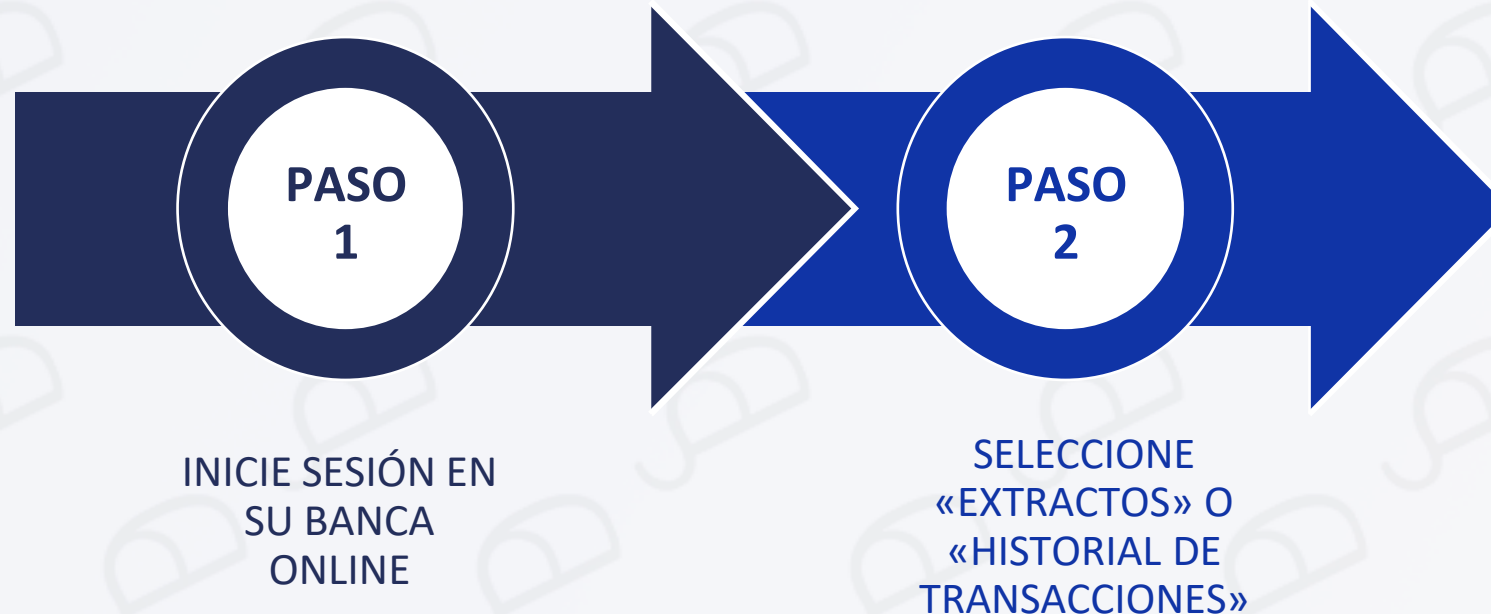 PASO
1
PASO
2
INICIE SESIÓN EN
SU BANCA
ONLINE
SELECCIONE
«EXTRACTOS» O
«HISTORIAL DE
TRANSACCIONES»